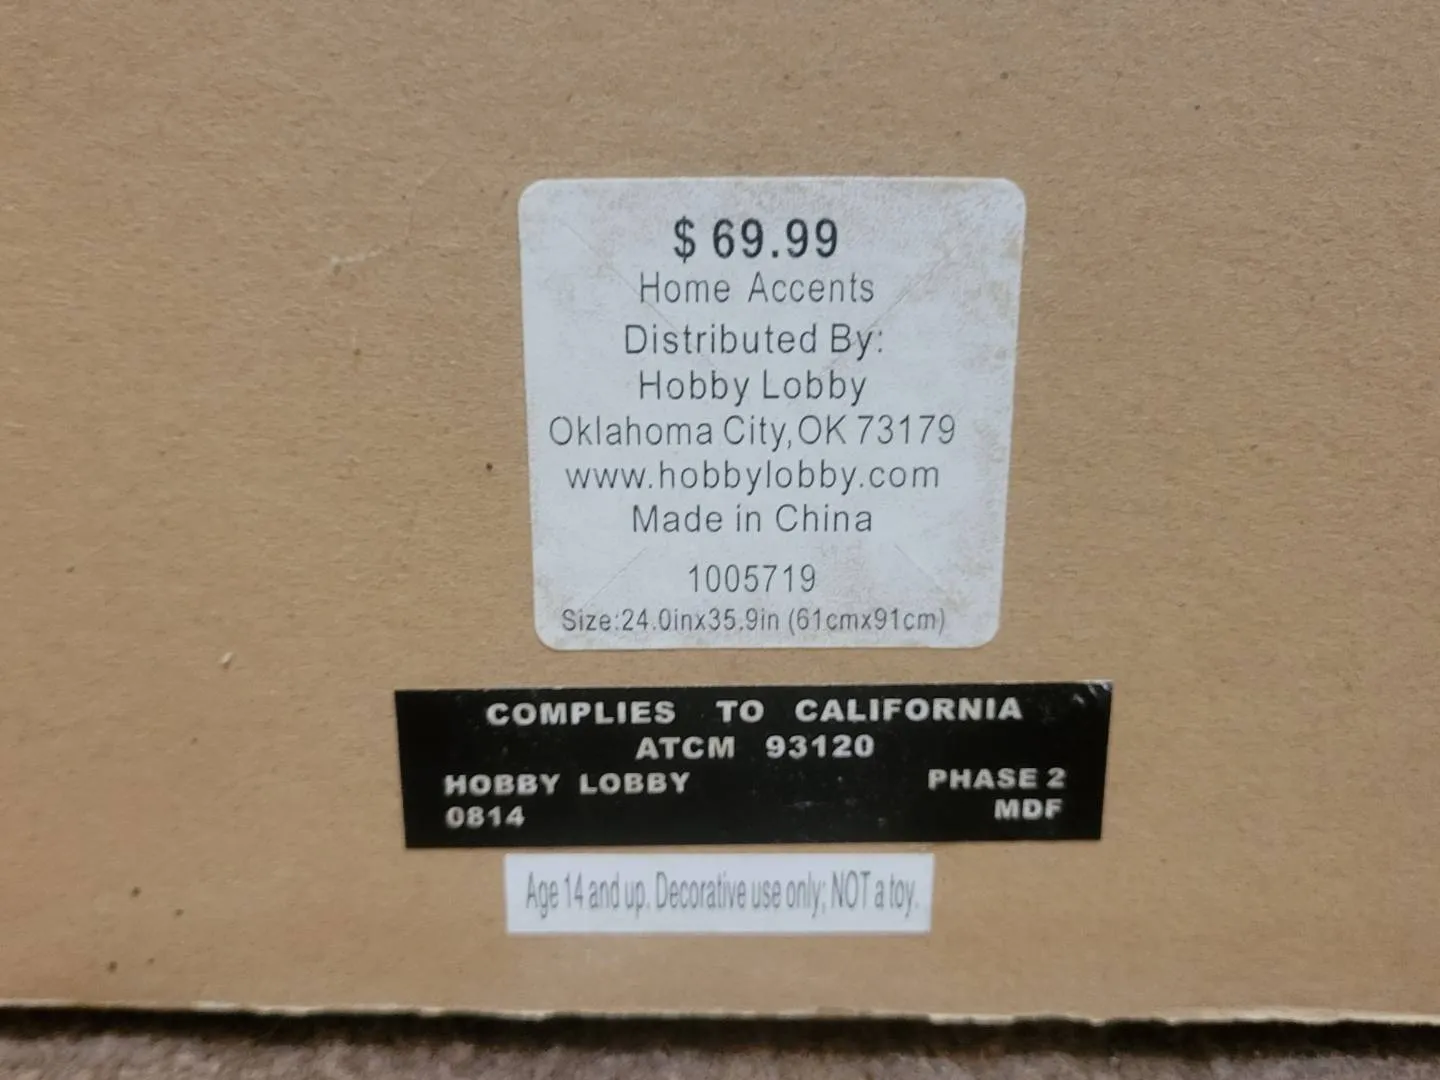 $ 69.99
Home Accents
Distributed By:
Hobby Lobby
Oklahoma City,OK 73179
www.hobbylobby.com
Made in China
1005719
Size:24.0inx35.9in (61cmx91cm)
COMPLIES TO CALIFORNIA
ATCM 93120
HOBBY LOBBY PHASE 2
0814 MDF
Age 14 and up. Decorative use only; NOT a toy.